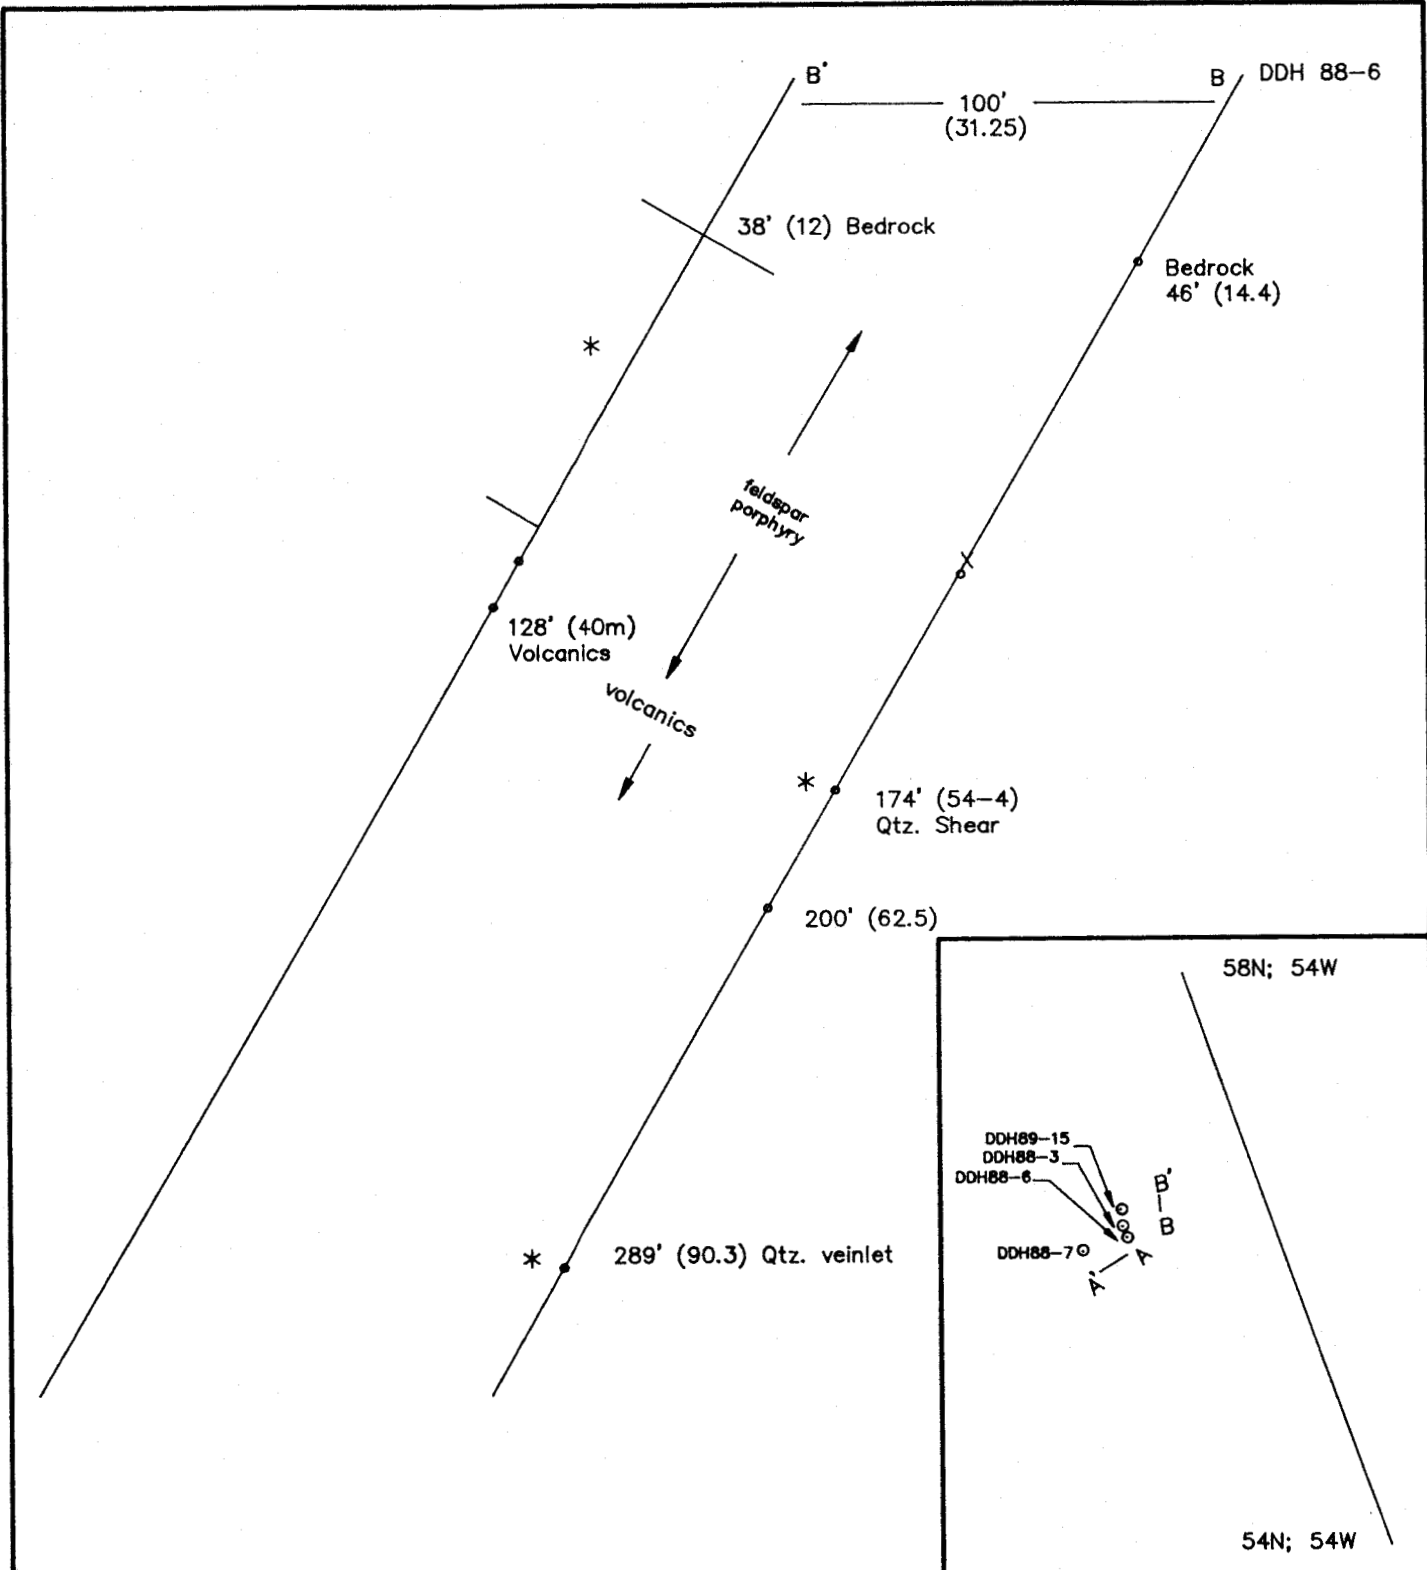 B'
B
DDH 88-6
100'
(31.25)
38' (12) Bedrock
Bedrock
46' (14.4)
feldspar
porphyry
X
128' (40m)
Volcanics
volcanics
174' (54-4)
Qtz. Shear
200' (62.5)
289' (90.3) Qtz. veinlet
58N; 54W
DDH89-15
DDH88-3
DDH88-6
B'
B
DDH88-7
A
A'
54N; 54W